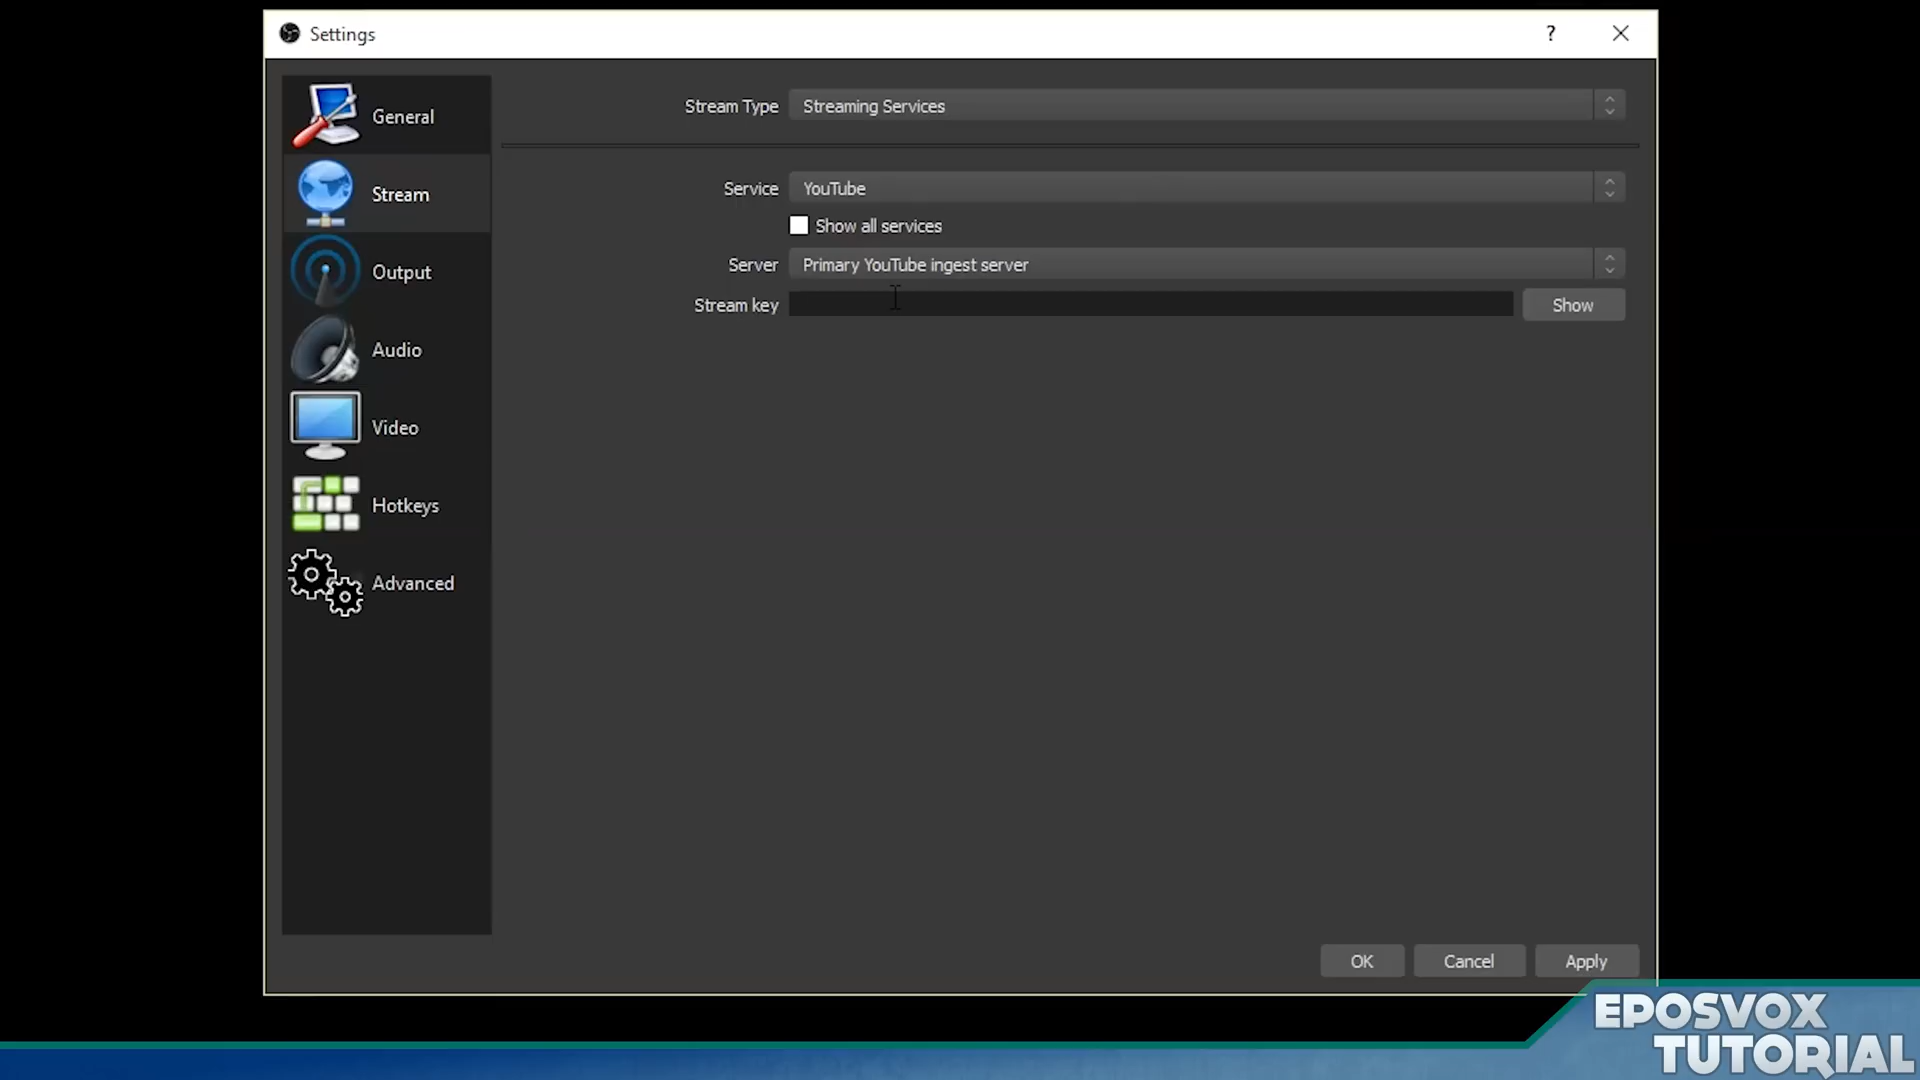 Settings
?
General
Stream
Output
Audio
Video
Hotkeys
Advanced
Stream Type Streaming Services
Service YouTube
Show all services
Server Primary YouTube ingest server
Stream key Show
OK Cancel Apply
EPOSVOX
TUTORIAL